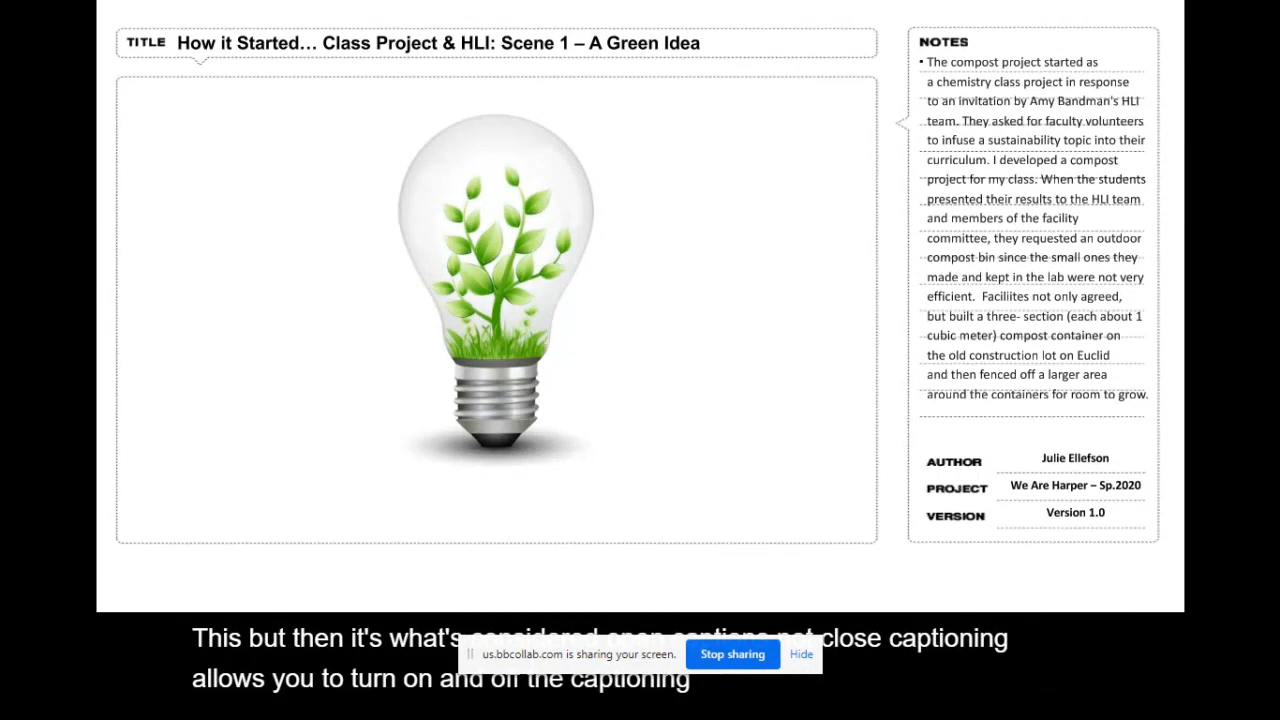 TITLE How it Started... Class Project & HLI: Scene 1 – A Green Idea
NOTES
• The compost project started as
a chemistry class project in response
to an invitation by Amy Bandman's HLI
team. They asked for faculty volunteers
to infuse a sustainability topic into their
curriculum. I developed a compost
project for my class. When the students
presented their results to the HLI team
and members of the facility
committee, they requested an outdoor
compost bin since the small ones they
made and kept in the lab were not very
efficient. Faciliites not only agreed,
but built a three- section (each about 1
cubic meter) compost container on
the old construction lot on Euclid
and then fenced off a larger area
around the containers for room to grow.
AUTHOR Julie Ellefson
PROJECT We Are Harper – Sp.2020
VERSION Version 1.0
This but then it's what's considered open captions not close captioning
us.bbcollab.com is sharing your screen. Stop sharing Hide
allows you to turn on and off the captioning